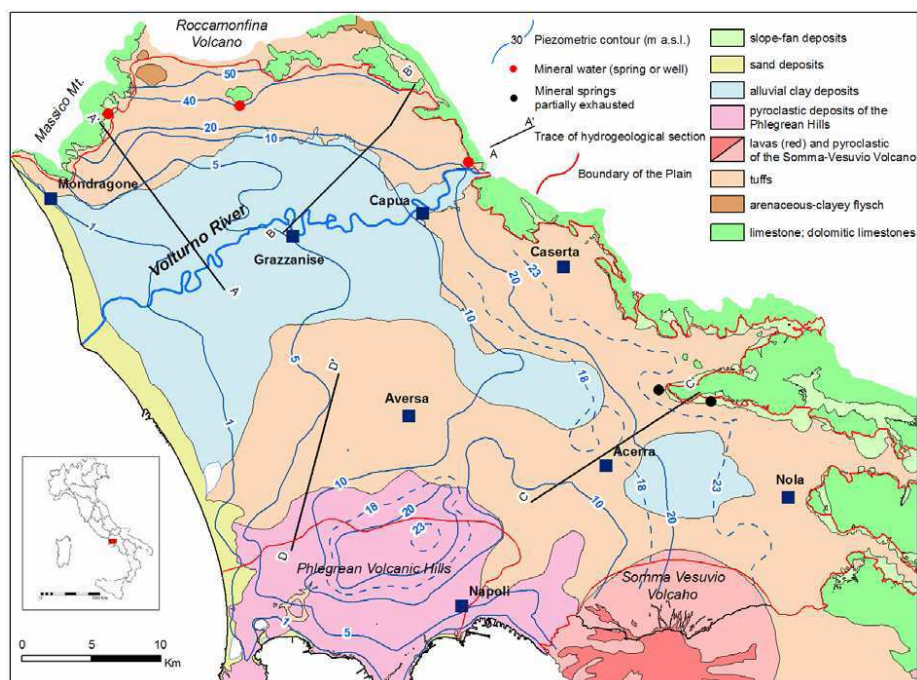 Roccamonfina
Volcano
Massico Mt.
50
40
20
10
5
1
A'
B'
Mondragone
Volturno River
Capua
B
Grazzanise
A
Caserta
23
20
10
5
18
D'
Aversa
C'
Acerra
C
Nola
10
18
20
23
1
10
18
20
23
D
Phlegrean Volcanic Hills
Napoli
5
1
Somma Vesuvio
Volcano
30 Piezometric contour (m a.s.l.)
Mineral water (spring or well)
Mineral springs
partially exhausted
A'
Trace of hydrogeological section
A
Boundary of the Plain
slope-fan deposits
sand deposits
alluvial clay deposits
pyroclastic deposits of the
Phlegrean Hills
lavas (red) and pyroclastic
of the Somma-Vesuvio Volcano
tuffs
arenaceous-clayey flysch
limestone; dolomitic limestones
0 5 10
Km